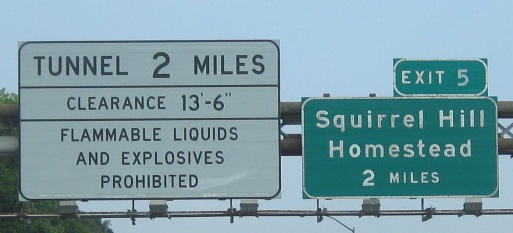 TUNNEL 2 MILES
CLEARANCE 13'-6"
FLAMMABLE LIQUIDS
AND EXPLOSIVES
PROHIBITED
EXIT 5
Squirrel Hill
Homestead
2 MILES